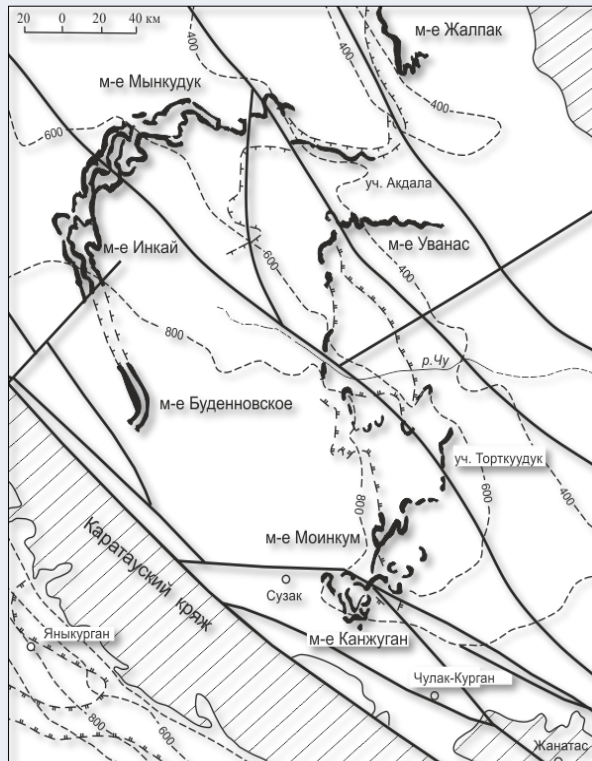 20 0 20 40 км
400
м-е Жалпак
400
м-е Мынкудук
400
600
уч. Акдала
м-е Инкай
600
м-е Уванас
400
800
р.Чу
м-е Буденновское
уч. Торткуудук
800
600
400
м-е Моинкум
Каратауский кряж
Сузак
м-е Канжуган
Яныкурган
Чулак-Курган
800
600
Жанатас